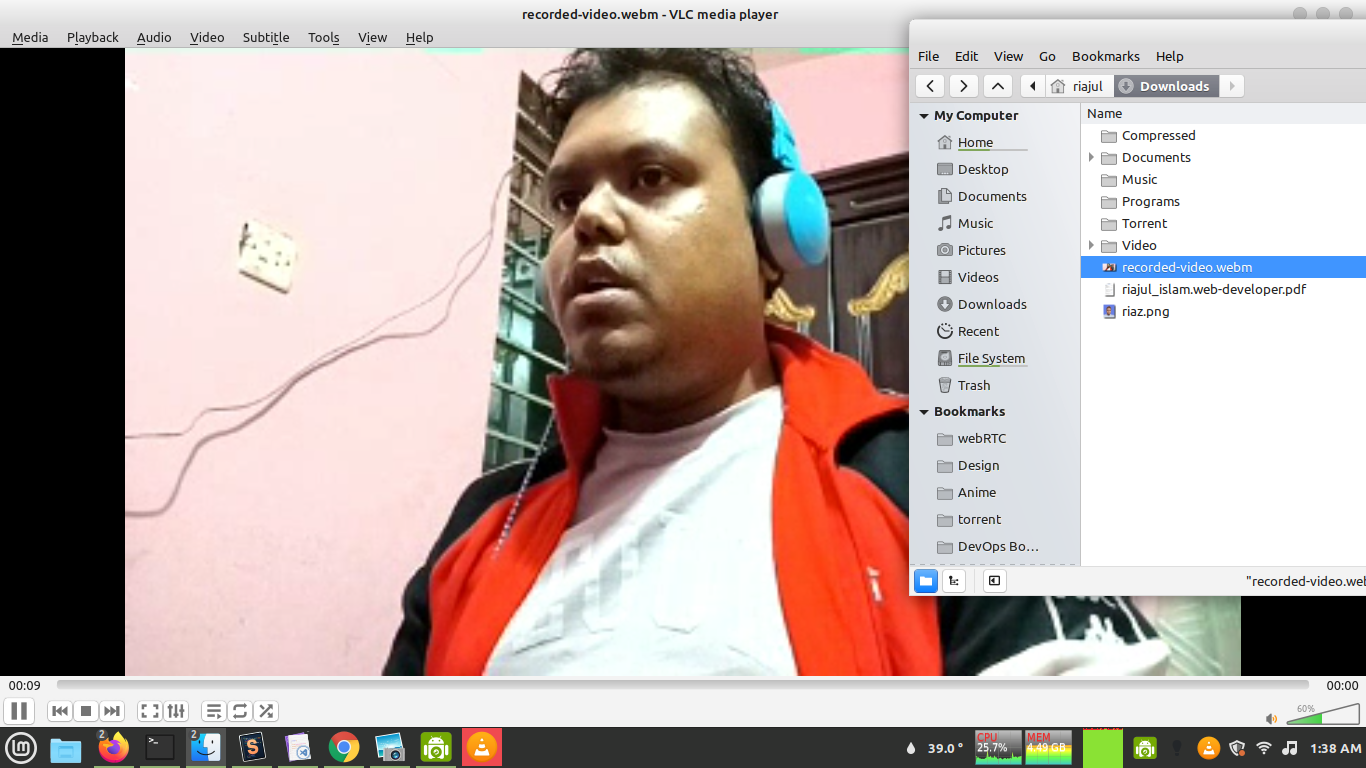 recorded-video.webm - VLC media player
Media Playback Audio Video Subtitle Tools View Help
File Edit View Go Bookmarks Help
riajul Downloads
My Computer
Home
Desktop
Documents
Music
Pictures
Videos
Downloads
Recent
File System
Trash
Bookmarks
webRTC
Design
Anime
torrent
DevOps Bo...
Name
Compressed
Documents
Music
Programs
Torrent
Video
recorded-video.webm
riajul_islam.web-developer.pdf
riaz.png
"recorded-video.web
00:09
00:00
60%
2
2
39.0 °
CPU
25.7%
MEM
4.49 GB
1:38 AM